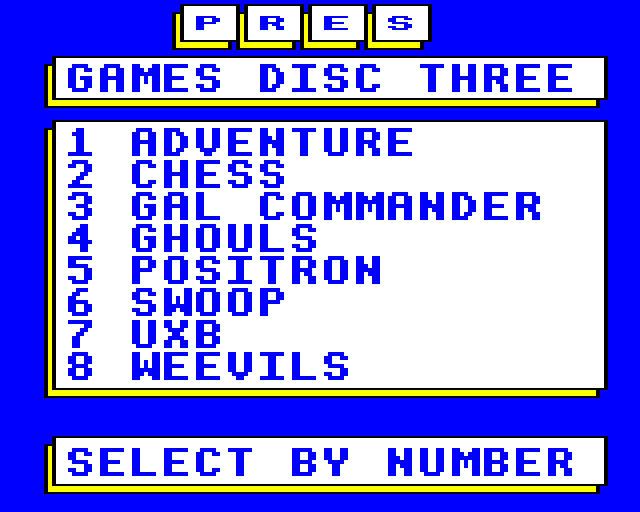 PRES
GAMES DISC THREE
1 ADVENTURE
2 CHESS
3 GAL COMMANDER
4 GHOULS
5 POSITRON
6 SWOOP
7 UXB
8 WEEVILS
SELECT BY NUMBER